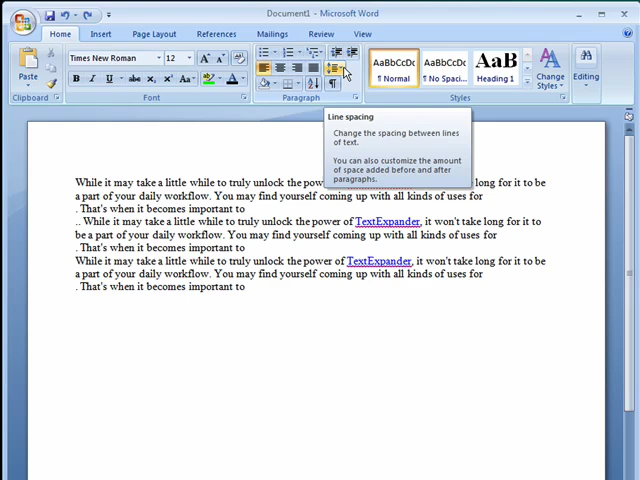 Document1 - Microsoft Word
Home Insert Page Layout References Mailings Review View
Times New Roman 12
Paste
B I U abc x₂ x² Aa
AaBbCcDc AaBbCcDc AaB
¶ Normal ¶ No Spaci... Heading 1
Change Styles
Editing
Clipboard Font Paragraph Styles
Line spacing
Change the spacing between lines
of text.
You can also customize the amount
of space added before and after
paragraphs.
While it may take a little while to truly unlock the pow long for it to be
a part of your daily workflow. You may find yourself coming up with all kinds of uses for
. That's when it becomes important to
.. While it may take a little while to truly unlock the power of TextExpander, it won't take long for it to
be a part of your daily workflow. You may find yourself coming up with all kinds of uses for
. That's when it becomes important to
While it may take a little while to truly unlock the power of TextExpander, it won't take long for it to be
a part of your daily workflow. You may find yourself coming up with all kinds of uses for
. That's when it becomes important to